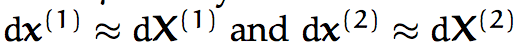 dx⁽¹⁾ ≈ dX⁽¹⁾ and dx⁽²⁾ ≈ dX⁽²⁾